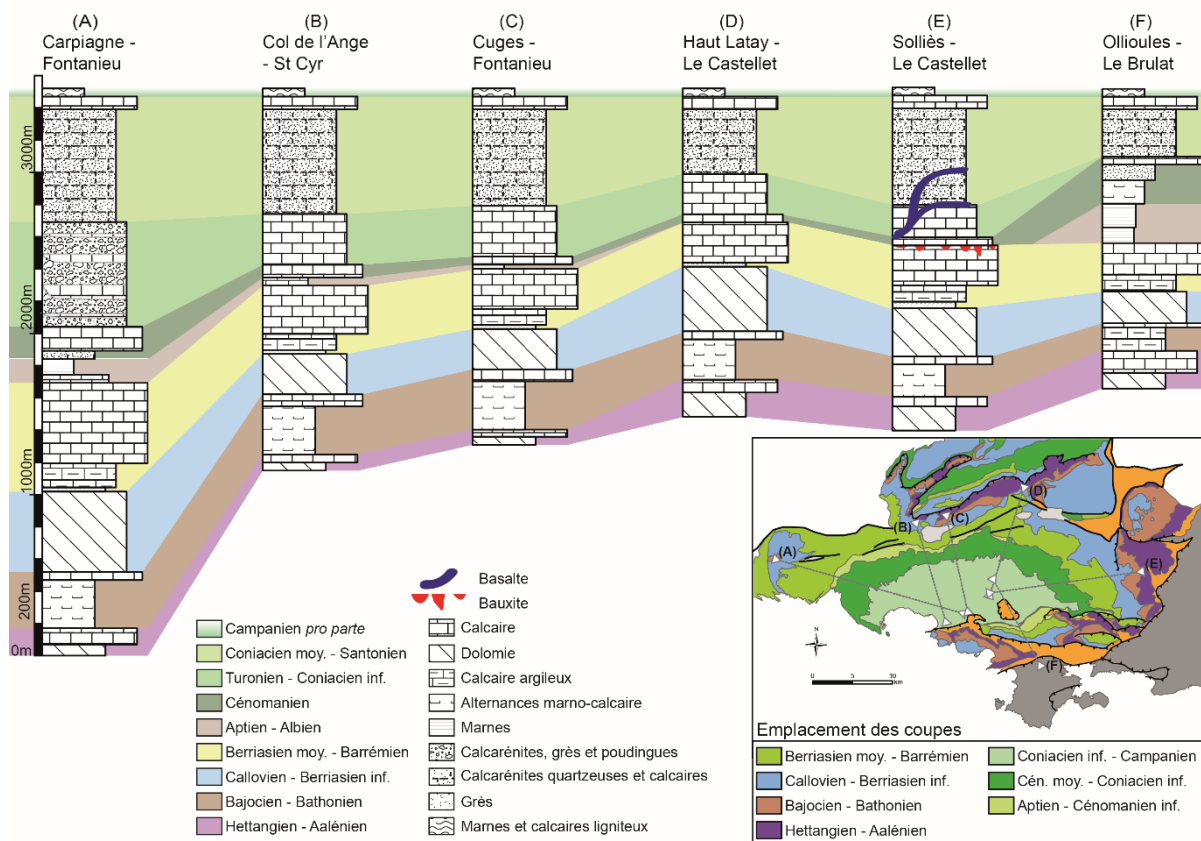 (A)
Carpiagne -
Fontanieu
(B)
Col de l'Ange
- St Cyr
(C)
Cuges -
Fontanieu
(D)
Haut Latay -
Le Castellet
(E)
Solliès -
Le Castellet
(F)
Ollioules -
Le Brulat
3000m
2000m
1000m
200m
0m
Campanien pro parte
Coniacien moy. - Santonien
Turonien - Coniacien inf.
Cénomanien
Aptien - Albien
Berriasien moy. - Barrémien
Callovien - Berriasien inf.
Bajocien - Bathonien
Hettangien - Aalénien
Basalte
Bauxite
Calcaire
Dolomie
Calcaire argileux
Alternances marno-calcaire
Marnes
Calcarénites, grès et poudingues
Calcarénites quartzeuses et calcaires
Grès
Marnes et calcaires ligniteux
(A)
(B)
(C)
(D)
(E)
(F)
N
0 5 10
km
Emplacement des coupes
Berriasien moy. - Barrémien
Callovien - Berriasien inf.
Bajocien - Bathonien
Hettangien - Aalénien
Coniacien inf. - Campanien
Cén. moy. - Coniacien inf.
Aptien - Cénomanien inf.